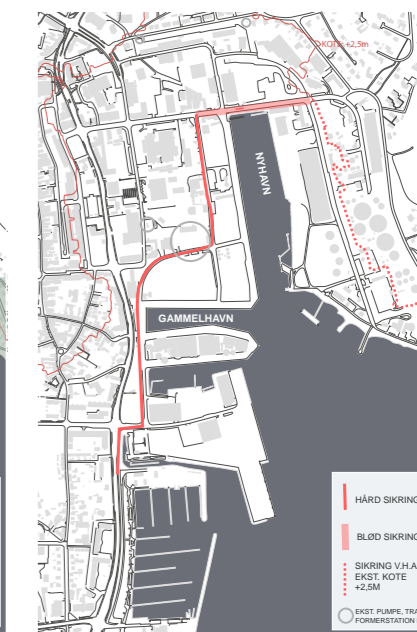 KOTE +2,5m
NYHAVN
GAMMELHAVN
HÅRD SIKRING
BLØD SIKRING
SIKRING V.H.A
EKST. KOTE
+2,5M
EKST. PUMPE, TRA
FORMERSTATION